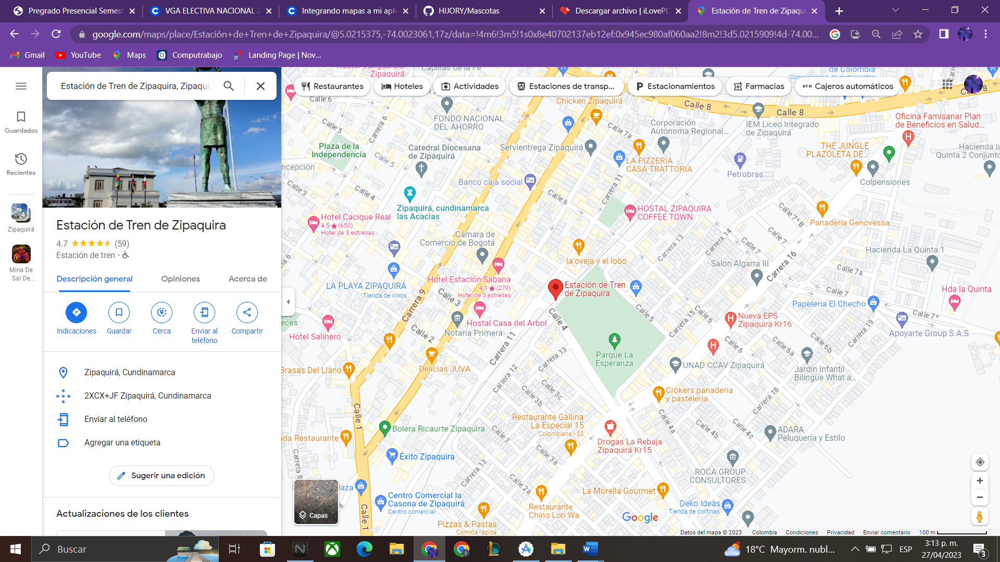 Pregrado Presencial Semest
VGA ELECTIVA NACIONAL 2
Integrando mapas a mi apli
HIJORY/Mascotas
Descargar archivo | iLovePD
Estación de Tren de Zipaqui
google.com/maps/place/Estación+de+Tren+de+Zipaquira/@5.0215375,-74.0023061,17z/data=!4m6!3m5!1s0x8e40702137eb12ef:0x945ec980af060aa2!8m2!3d5.0215909!4d-74.00...
Gmail
YouTube
Maps
Computrabajo
Landing Page | Nov...
Estación de Tren de Zipaquira, Zipaqui
Guardados
Recientes
4
Zipaquirá
Mina De
Sal De...
Estación de Tren de Zipaquira
4.7 (59)
Estación de tren ·
Descripción general
Opiniones
Acerca de
Indicaciones
Guardar
Cerca
Enviar al
teléfono
Compartir
Zipaquirá, Cundinamarca
2XCX+JF Zipaquirá, Cundinamarca
Enviar al teléfono
Agregar una etiqueta
Sugerir una edición
Actualizaciones de los clientes
Restaurantes
Hoteles
Actividades
Estaciones de transp...
Estacionamientos
Farmacias
Cajeros automáticos
Zipaquirá
Capillas de la Fe
de Colombia
Calle 6
Chicken Zipaquirá
Calle 8
Calle 8
8
FONDO NACIONAL
DEL AHORRO
Calle 5
Carrera 6
Calle 7a
Corporación
Autónoma Regional...
IEM Liceo Integrado
de Zipaquirá
Oficina Famisanar Plan
de Beneficios en Salud...
Plaza de la
Independencia
Catedral Diocesana
de Zipaquirá
Servientrega Zipaquirá
LA PIZZERIA
CASA TRATTORIA
THE JUNGLE
PLAZOLETA DE...
Hacienda la
Quinta 2 Conjunto
ncepción
Calle 5
Petrobras
Colpensiones
Banco caja social
Carrera 11
Calle 3
Calle 4
Calle 6
Zipaquirá, cundinamarca
las Acacias
HOSTAL ZIPAQUIRA
COFFEE TOWN
Hotel Cacique Real
4.5 (650)
Hotel de 3 estrellas
Calle 7ª B
Panadería Genovessa
Cámara de
Comercio de Bogotá
Carrera 14
Carrera 13
Calle 7
Calle 7
Hacienda La Quinta 1
la oveja y el lobo
Salon Algarra III
Carrera 16
Calle 7a
Hotel Estación Sabana
4.3 (279)
Hotel de 3 estrellas
LA PLAYA ZIPAQUIRÁ
Tienda de vinos
Estación de Tren
de Zipaquira
Calle 7
Hda la Quinta
Calle 3
Carrera 9
Papeleria El Checho
Calle 4
Calle 5
Carrera 15
Calle 6
Nueva EPS
Zipaquirá Kr16
Calle 7ª
Carrera 19
Apoyarte Group S.A.S
eces
Hotel Salinero
Hostal Casa del Arbol
Notaría Primera
Calle 2
Carrera 11
Carrera 13
Calle 6
Calle 6a
Calle 6b
Parque La
Esperanza
UNAD CCAV Zipaquirá
Jardín Infantil
Bilingüe What a...
Brasas Del Llano
Delicias JUVA
Carrera 12
Calle 3c
Calle 3b
Crokers panaderia
y pasteleria
Carrera 18
Calle 1
Restaurante Gallina
La Especial 15
Colombiana · $$
Calle 4a
Calle 4b
Calle 4c
ADARA
Peluquería y Estilo
Bolera Ricaurte Zipaquira
ada Restaurante
Calle 3
Drogas La Rebaja
Zipaquirá Kr15
Calle 3a
Éxito Zipaquira
Carrera 8
Carrera 13
ROCA GROUP
CONSULTORES
Calle 2a
laza
Centro Comercial la
Casona de Zipaquirá
Centro comercial
La Morella Gourmet
Restaurante
Chino Lon Wa
Deko Ideas
Tienda de cortinas
Calle 1
Pizzas & Pastas
Comida rápida
Capas
Google
Datos del mapa © 2023
Colombia
Condiciones
Privacidad
Enviar comentario
100 m
Buscar
18°C Mayorm. nubl...
ESP
3:13 p. m.
27/04/2023
3